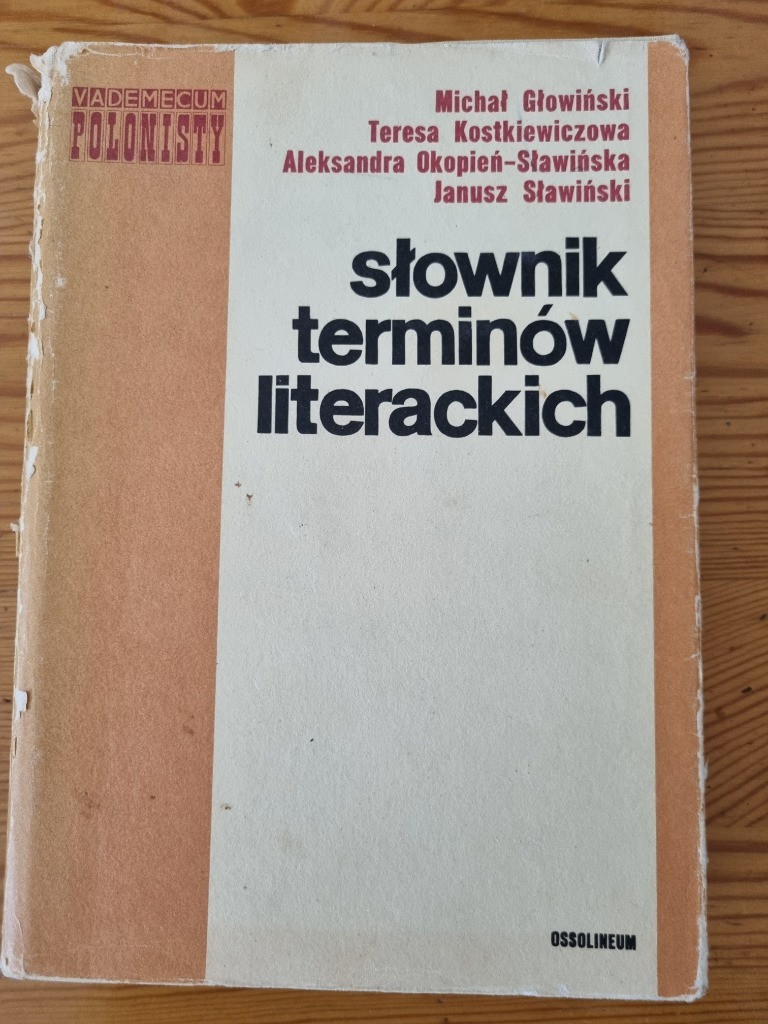 VADEMECUM
POLONISTY
Michał Głowiński
Teresa Kostkiewiczowa
Aleksandra Okopień-Sławińska
Janusz Sławiński
słownik
terminów
literackich
OSSOLINEUM